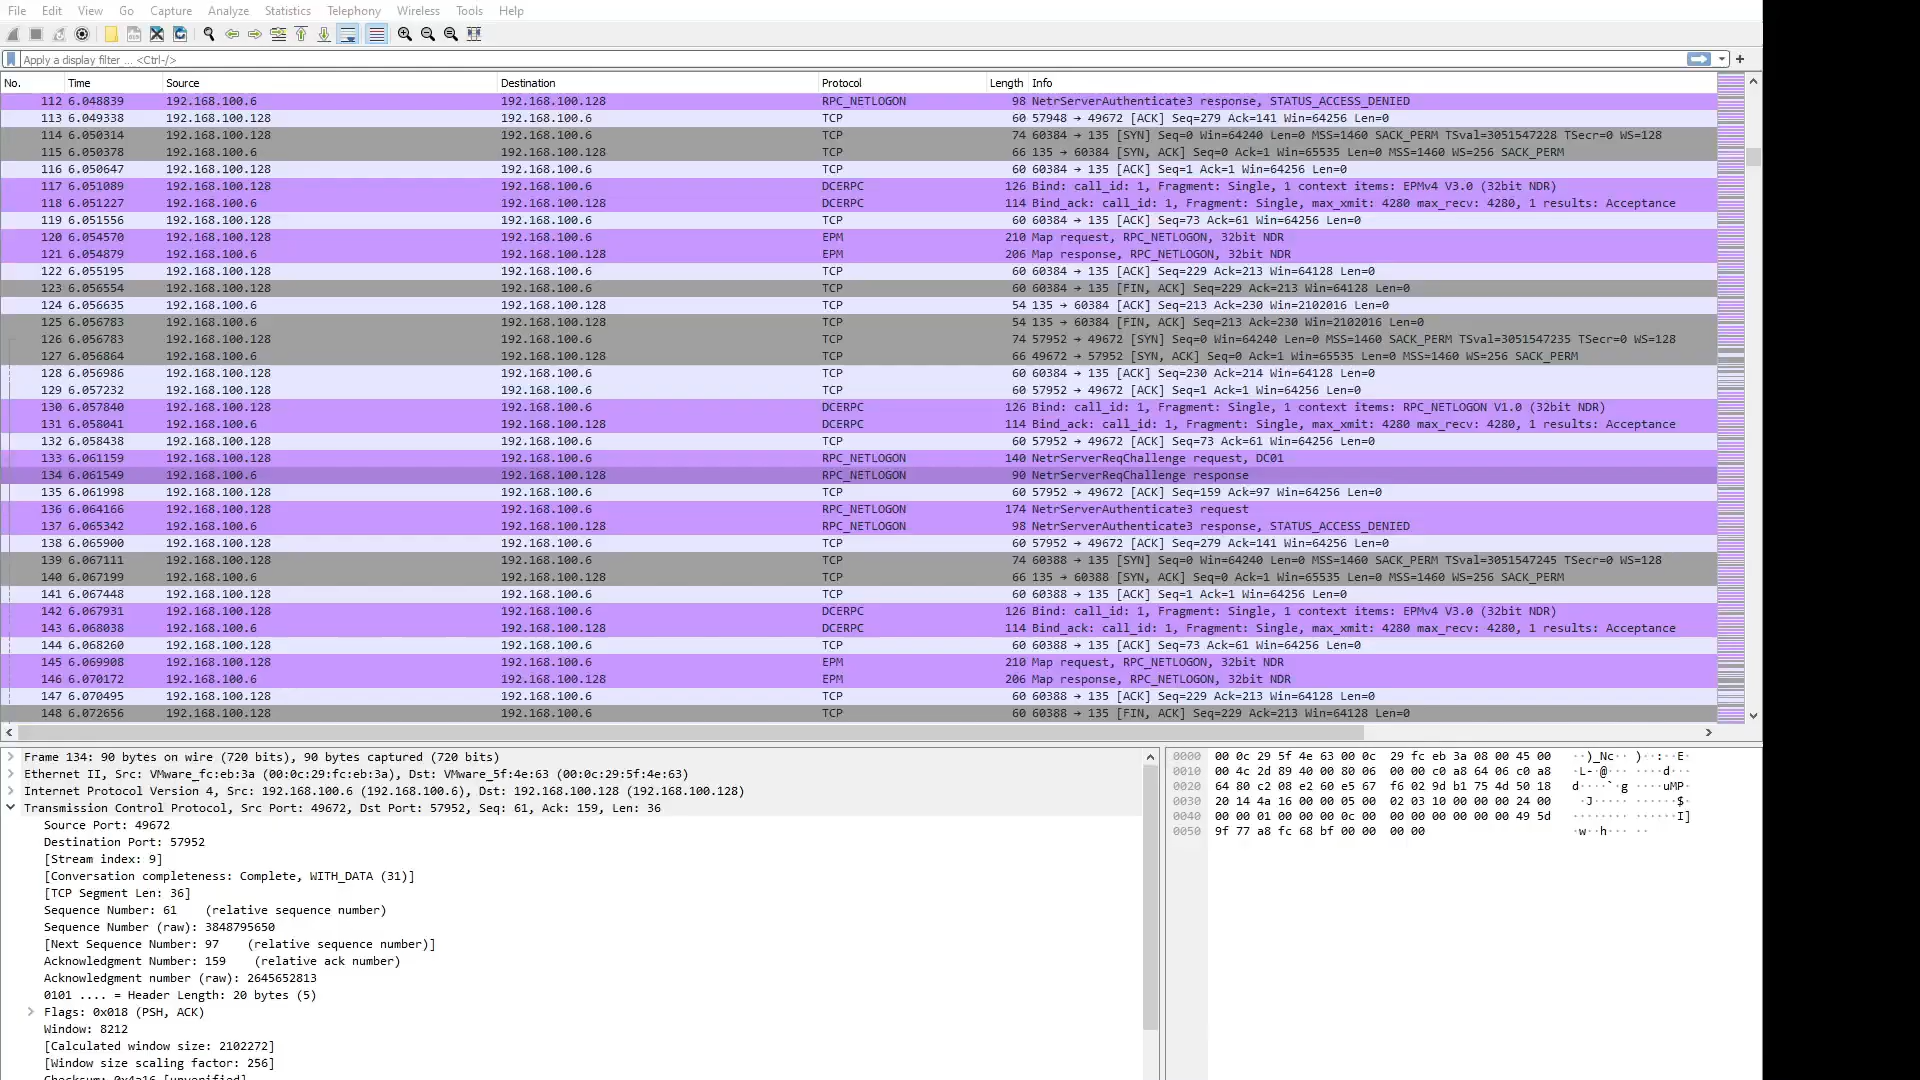 File Edit View Go Capture Analyze Statistics Telephony Wireless Tools Help
Apply a display filter ... <Ctrl-/>
No. Time Source Destination Protocol Length Info
112 6.048839 192.168.100.6 192.168.100.128 RPC_NETLOGON 98 NetrServerAuthenticate3 response, STATUS_ACCESS_DENIED
113 6.049338 192.168.100.128 192.168.100.6 TCP 60 57948 → 49672 [ACK] Seq=279 Ack=141 Win=64256 Len=0
114 6.050314 192.168.100.128 192.168.100.6 TCP 74 60384 → 135 [SYN] Seq=0 Win=64240 Len=0 MSS=1460 SACK_PERM TSval=3051547228 TSecr=0 WS=128
115 6.050378 192.168.100.6 192.168.100.128 TCP 66 135 → 60384 [SYN, ACK] Seq=0 Ack=1 Win=65535 Len=0 MSS=1460 WS=256 SACK_PERM
116 6.050647 192.168.100.128 192.168.100.6 TCP 60 60384 → 135 [ACK] Seq=1 Ack=1 Win=64256 Len=0
117 6.051089 192.168.100.128 192.168.100.6 DCERPC 126 Bind: call_id: 1, Fragment: Single, 1 context items: EPMv4 V3.0 (32bit NDR)
118 6.051227 192.168.100.6 192.168.100.128 DCERPC 114 Bind_ack: call_id: 1, Fragment: Single, max_xmit: 4280 max_recv: 4280, 1 results: Acceptance
119 6.051556 192.168.100.128 192.168.100.6 TCP 60 60384 → 135 [ACK] Seq=73 Ack=61 Win=64256 Len=0
120 6.054570 192.168.100.128 192.168.100.6 EPM 210 Map request, RPC_NETLOGON, 32bit NDR
121 6.054879 192.168.100.6 192.168.100.128 EPM 206 Map response, RPC_NETLOGON, 32bit NDR
122 6.055195 192.168.100.128 192.168.100.6 TCP 60 60384 → 135 [ACK] Seq=229 Ack=213 Win=64128 Len=0
123 6.056554 192.168.100.128 192.168.100.6 TCP 60 60384 → 135 [FIN, ACK] Seq=229 Ack=213 Win=64128 Len=0
124 6.056635 192.168.100.6 192.168.100.128 TCP 54 135 → 60384 [ACK] Seq=213 Ack=230 Win=2102016 Len=0
125 6.056783 192.168.100.6 192.168.100.128 TCP 54 135 → 60384 [FIN, ACK] Seq=213 Ack=230 Win=2102016 Len=0
126 6.056783 192.168.100.128 192.168.100.6 TCP 74 57952 → 49672 [SYN] Seq=0 Win=64240 Len=0 MSS=1460 SACK_PERM TSval=3051547235 TSecr=0 WS=128
127 6.056864 192.168.100.6 192.168.100.128 TCP 66 49672 → 57952 [SYN, ACK] Seq=0 Ack=1 Win=65535 Len=0 MSS=1460 WS=256 SACK_PERM
128 6.056986 192.168.100.128 192.168.100.6 TCP 60 60384 → 135 [ACK] Seq=230 Ack=214 Win=64128 Len=0
129 6.057232 192.168.100.128 192.168.100.6 TCP 60 57952 → 49672 [ACK] Seq=1 Ack=1 Win=64256 Len=0
130 6.057840 192.168.100.128 192.168.100.6 DCERPC 126 Bind: call_id: 1, Fragment: Single, 1 context items: RPC_NETLOGON V1.0 (32bit NDR)
131 6.058041 192.168.100.6 192.168.100.128 DCERPC 114 Bind_ack: call_id: 1, Fragment: Single, max_xmit: 4280 max_recv: 4280, 1 results: Acceptance
132 6.058438 192.168.100.128 192.168.100.6 TCP 60 57952 → 49672 [ACK] Seq=73 Ack=61 Win=64256 Len=0
133 6.061159 192.168.100.128 192.168.100.6 RPC_NETLOGON 140 NetrServerReqChallenge request, DC01
134 6.061549 192.168.100.6 192.168.100.128 RPC_NETLOGON 90 NetrServerReqChallenge response
135 6.061998 192.168.100.128 192.168.100.6 TCP 60 57952 → 49672 [ACK] Seq=159 Ack=97 Win=64256 Len=0
136 6.064166 192.168.100.128 192.168.100.6 RPC_NETLOGON 174 NetrServerAuthenticate3 request
137 6.065342 192.168.100.6 192.168.100.128 RPC_NETLOGON 98 NetrServerAuthenticate3 response, STATUS_ACCESS_DENIED
138 6.065900 192.168.100.128 192.168.100.6 TCP 60 57952 → 49672 [ACK] Seq=279 Ack=141 Win=64256 Len=0
139 6.067111 192.168.100.128 192.168.100.6 TCP 74 60388 → 135 [SYN] Seq=0 Win=64240 Len=0 MSS=1460 SACK_PERM TSval=3051547245 TSecr=0 WS=128
140 6.067199 192.168.100.6 192.168.100.128 TCP 66 135 → 60388 [SYN, ACK] Seq=0 Ack=1 Win=65535 Len=0 MSS=1460 WS=256 SACK_PERM
141 6.067448 192.168.100.128 192.168.100.6 TCP 60 60388 → 135 [ACK] Seq=1 Ack=1 Win=64256 Len=0
142 6.067931 192.168.100.128 192.168.100.6 DCERPC 126 Bind: call_id: 1, Fragment: Single, 1 context items: EPMv4 V3.0 (32bit NDR)
143 6.068038 192.168.100.6 192.168.100.128 DCERPC 114 Bind_ack: call_id: 1, Fragment: Single, max_xmit: 4280 max_recv: 4280, 1 results: Acceptance
144 6.068260 192.168.100.128 192.168.100.6 TCP 60 60388 → 135 [ACK] Seq=73 Ack=61 Win=64256 Len=0
145 6.069908 192.168.100.128 192.168.100.6 EPM 210 Map request, RPC_NETLOGON, 32bit NDR
146 6.070172 192.168.100.6 192.168.100.128 EPM 206 Map response, RPC_NETLOGON, 32bit NDR
147 6.070495 192.168.100.128 192.168.100.6 TCP 60 60388 → 135 [ACK] Seq=229 Ack=213 Win=64128 Len=0
148 6.072656 192.168.100.128 192.168.100.6 TCP 60 60388 → 135 [FIN, ACK] Seq=229 Ack=213 Win=64128 Len=0
Frame 134: 90 bytes on wire (720 bits), 90 bytes captured (720 bits)
Ethernet II, Src: VMware_fc:eb:3a (00:0c:29:fc:eb:3a), Dst: VMware_5f:4e:63 (00:0c:29:5f:4e:63)
Internet Protocol Version 4, Src: 192.168.100.6 (192.168.100.6), Dst: 192.168.100.128 (192.168.100.128)
Transmission Control Protocol, Src Port: 49672, Dst Port: 57952, Seq: 61, Ack: 159, Len: 36
Source Port: 49672
Destination Port: 57952
[Stream index: 9]
[Conversation completeness: Complete, WITH_DATA (31)]
[TCP Segment Len: 36]
Sequence Number: 61 (relative sequence number)
Sequence Number (raw): 3848795650
[Next Sequence Number: 97 (relative sequence number)]
Acknowledgment Number: 159 (relative ack number)
Acknowledgment number (raw): 2645652813
0101 .... = Header Length: 20 bytes (5)
Flags: 0x018 (PSH, ACK)
Window: 8212
[Calculated window size: 2102272]
[Window size scaling factor: 256]
Checksum: 0x4a16 [unverified]
0000 00 0c 29 5f 4e 63 00 0c 29 fc eb 3a 08 00 45 00 ··)_Nc·· )··:··E·
0010 00 4c 2d 89 40 00 80 06 00 00 c0 a8 64 06 c0 a8 ·L-·@··· ····d···
0020 64 80 c2 08 e2 60 e5 67 f6 02 9d b1 75 4d 50 18 d····`·g ····uMP·
0030 20 14 4a 16 00 00 05 00 02 03 10 00 00 00 24 00 ·J····· ······$·
0040 00 00 01 00 00 00 0c 00 00 00 00 00 00 00 49 5d ········ ······I]
0050 9f 77 a8 fc 68 bf 00 00 00 00 ·w··h··· ··